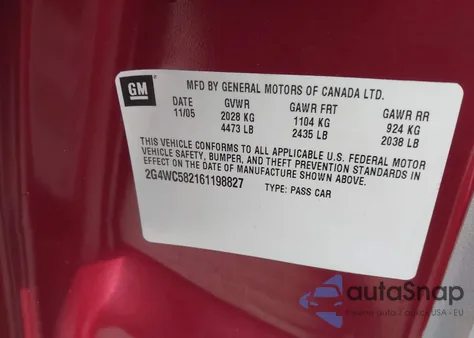 GM
MFD BY GENERAL MOTORS OF CANADA LTD.
DATE GVWR GAWR FRT GAWR RR
11/05 2028 KG 1104 KG 924 KG
4473 LB 2435 LB 2038 LB
THIS VEHICLE CONFORMS TO ALL APPLICABLE U.S. FEDERAL MOTOR
VEHICLE SAFETY, BUMPER, AND THEFT PREVENTION STANDARDS IN
EFFECT ON THE DATE OF MANUFACTURE SHOWN ABOVE.
2G4WC582161198827 TYPE: PASS CAR
autoSnap
USA - EU